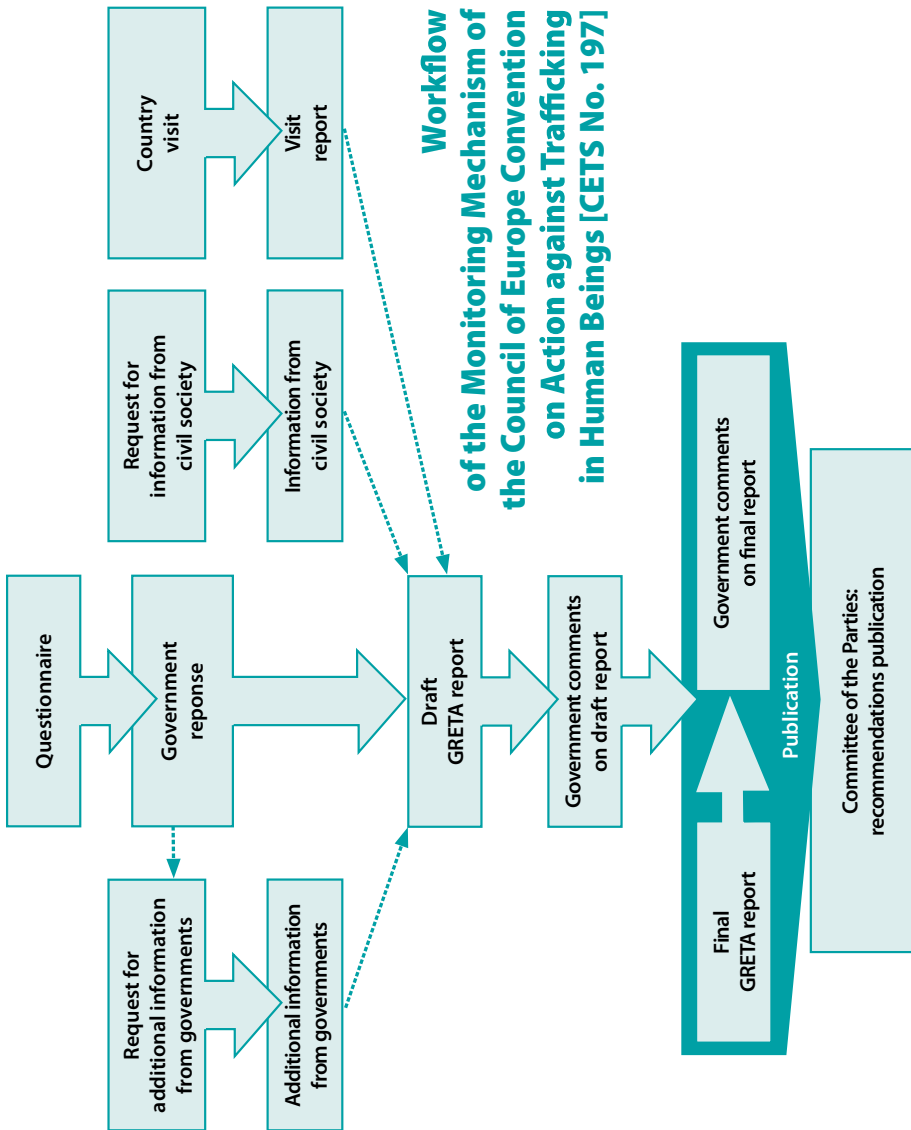 Workflow
of the Monitoring Mechanism of
the Council of Europe Convention
on Action against Trafficking
in Human Beings [CETS No. 197]
Questionnaire
Government
reponse
Request for
additional information
from governments
Additional information
from governments
Request for
information from
civil society
Information from
civil society
Country
visit
Visit
report
Draft
GRETA report
Government comments
on draft report
Final
GRETA report
Government comments
on final report
Publication
Committee of the Parties:
recommendations publication